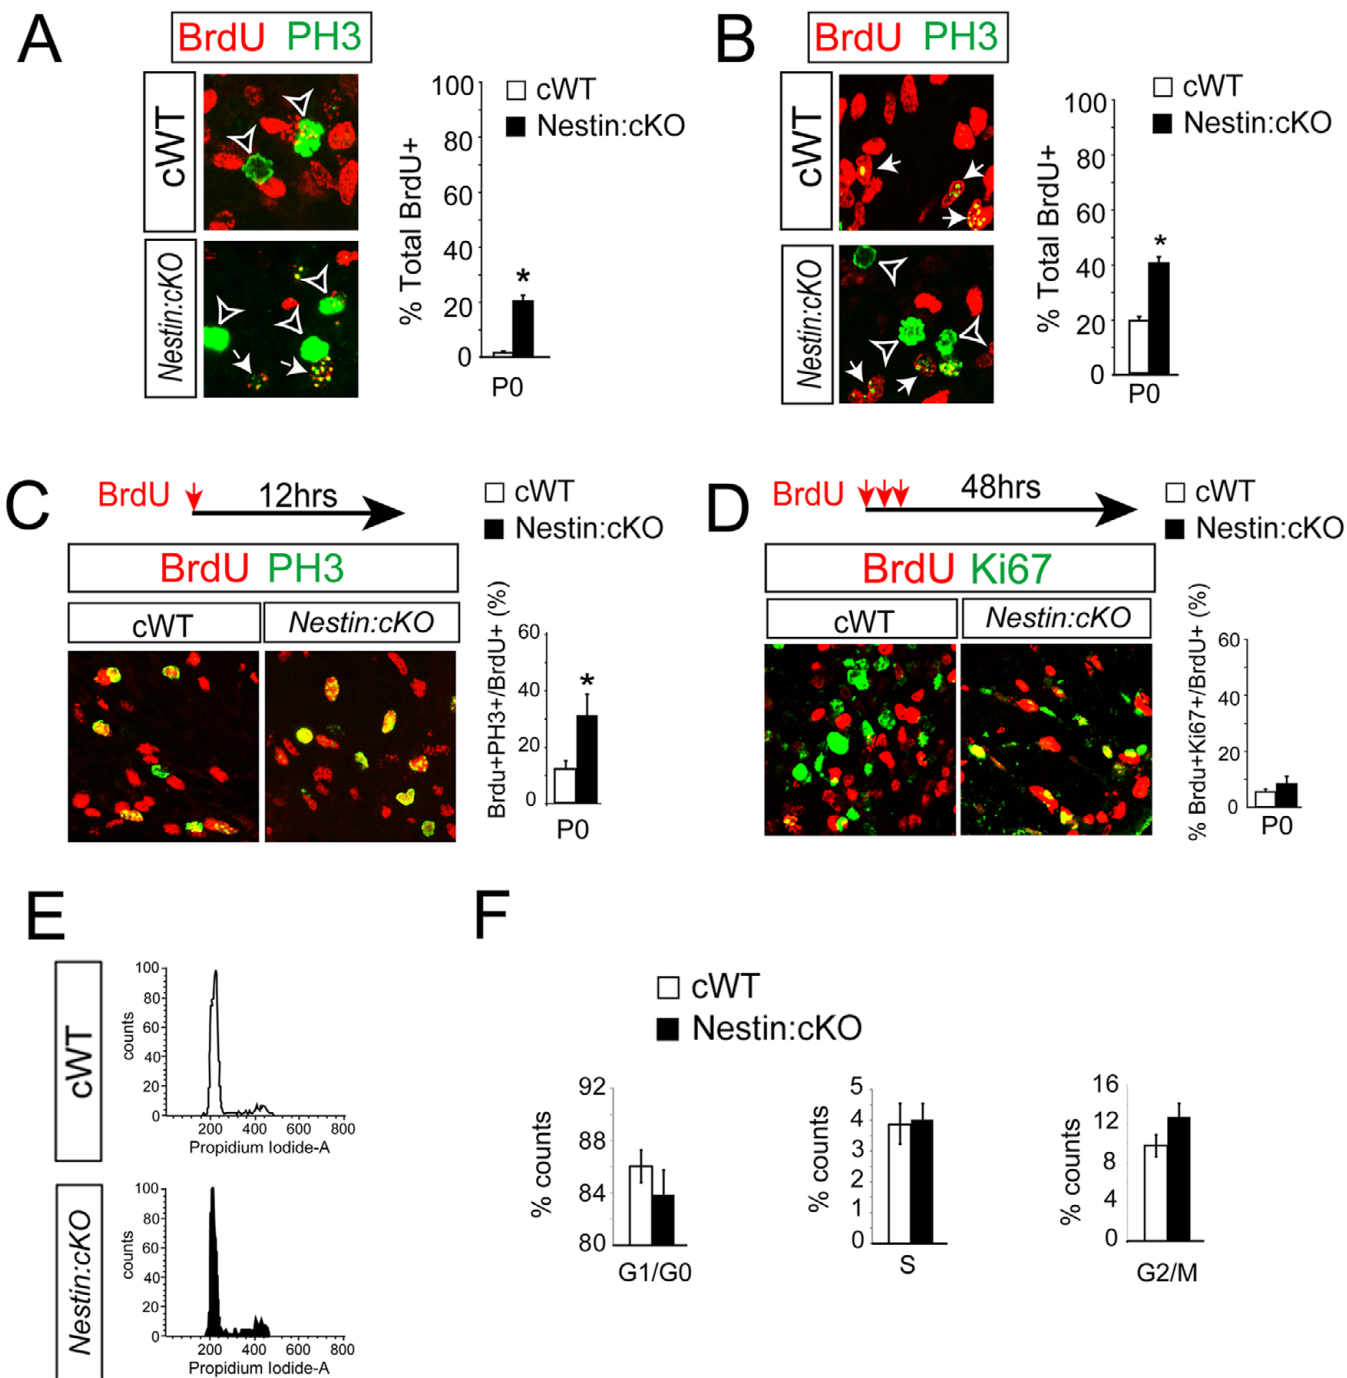 A
BrdU PH3
cWT
Nestin:cKO
% Total BrdU+
100
80
60
40
20
0
cWT
Nestin:cKO
*
P0
B
BrdU PH3
cWT
Nestin:cKO
% Total BrdU+
100
80
60
40
20
0
cWT
Nestin:cKO
*
P0
C
BrdU
12hrs
BrdU PH3
cWT
Nestin:cKO
cWT
Nestin:cKO
Brdu+PH3+/BrdU+ (%)
60
40
20
0
*
P0
D
BrdU
48hrs
BrdU Ki67
cWT
Nestin:cKO
cWT
Nestin:cKO
% Brdu+Ki67+/BrdU+ (%)
60
40
20
0
P0
E
cWT
counts
100
80
60
40
20
0
200 400 600 800
Propidium Iodide-A
Nestin:cKO
counts
100
80
60
40
20
0
200 400 600 800
Propidium Iodide-A
F
cWT
Nestin:cKO
% counts
92
88
84
80
G1/G0
% counts
5
4
3
2
1
0
S
% counts
16
12
8
4
0
G2/M